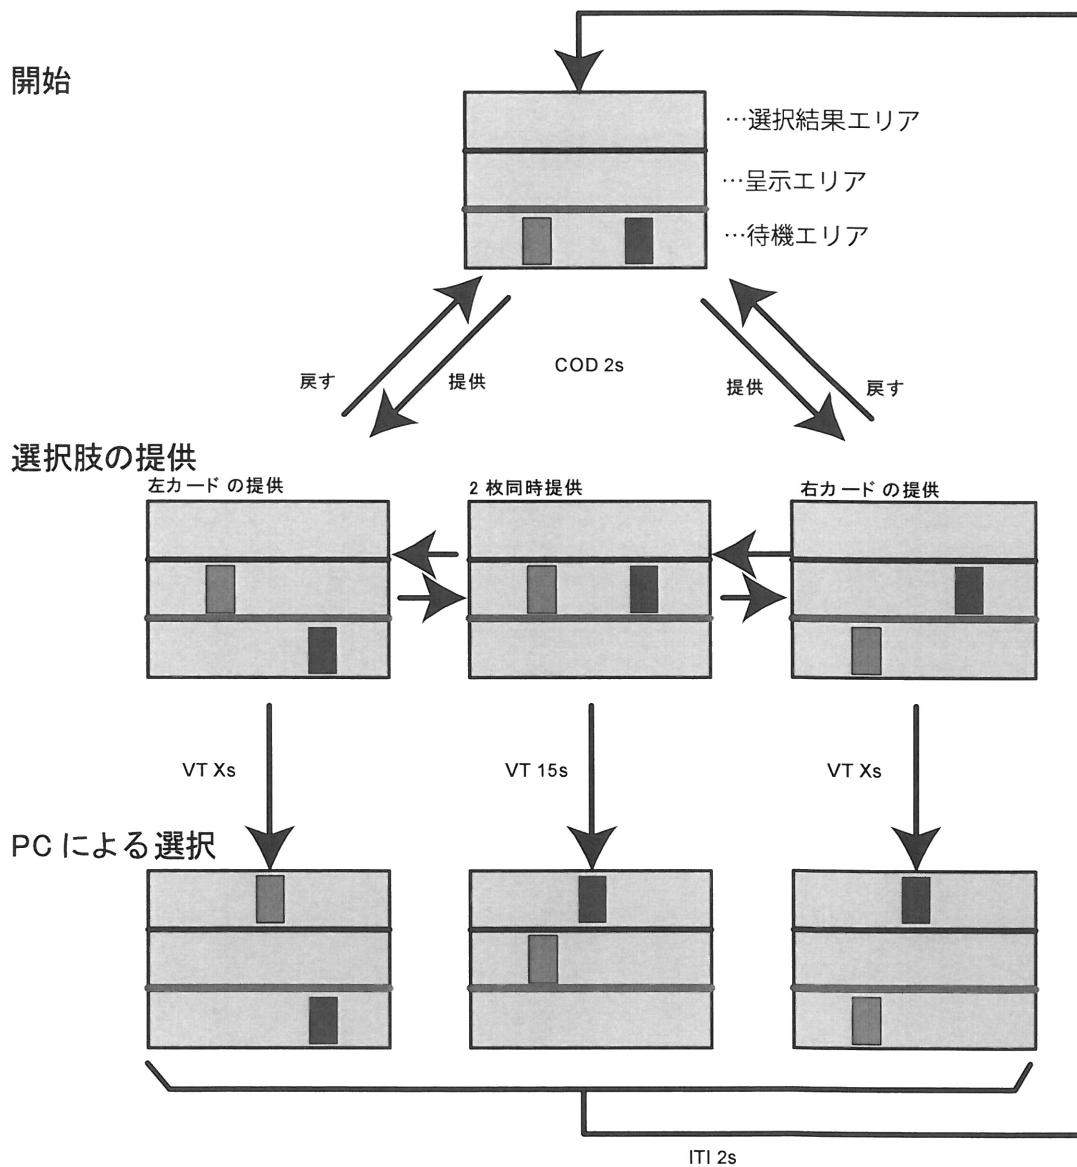 開始
…選択結果エリア
…呈示エリア
…待機エリア
戻す
提供
COD 2s
提供
戻す
選択肢の提供
左カードの提供
2枚同時提供
右カードの提供
VT Xs
VT 15s
VT Xs
PCによる選択
ITI 2s